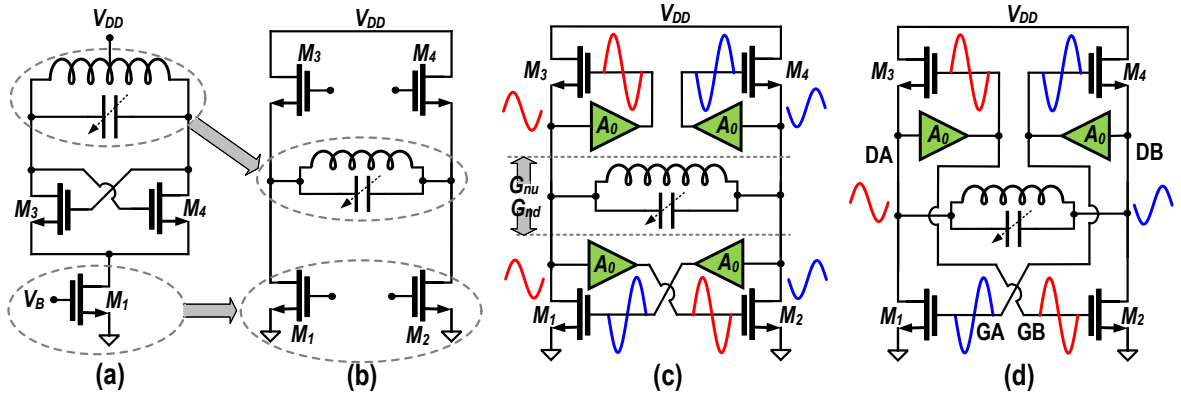 V_DD
M_3
M_4
V_B
M_1
(a)
V_DD
M_3
M_4
M_1
M_2
(b)
V_DD
M_3
M_4
A_0
A_0
G_nu
G_nd
A_0
A_0
M_1
M_2
(c)
V_DD
M_3
M_4
A_0
A_0
DA
DB
M_1
GA
GB
M_2
(d)